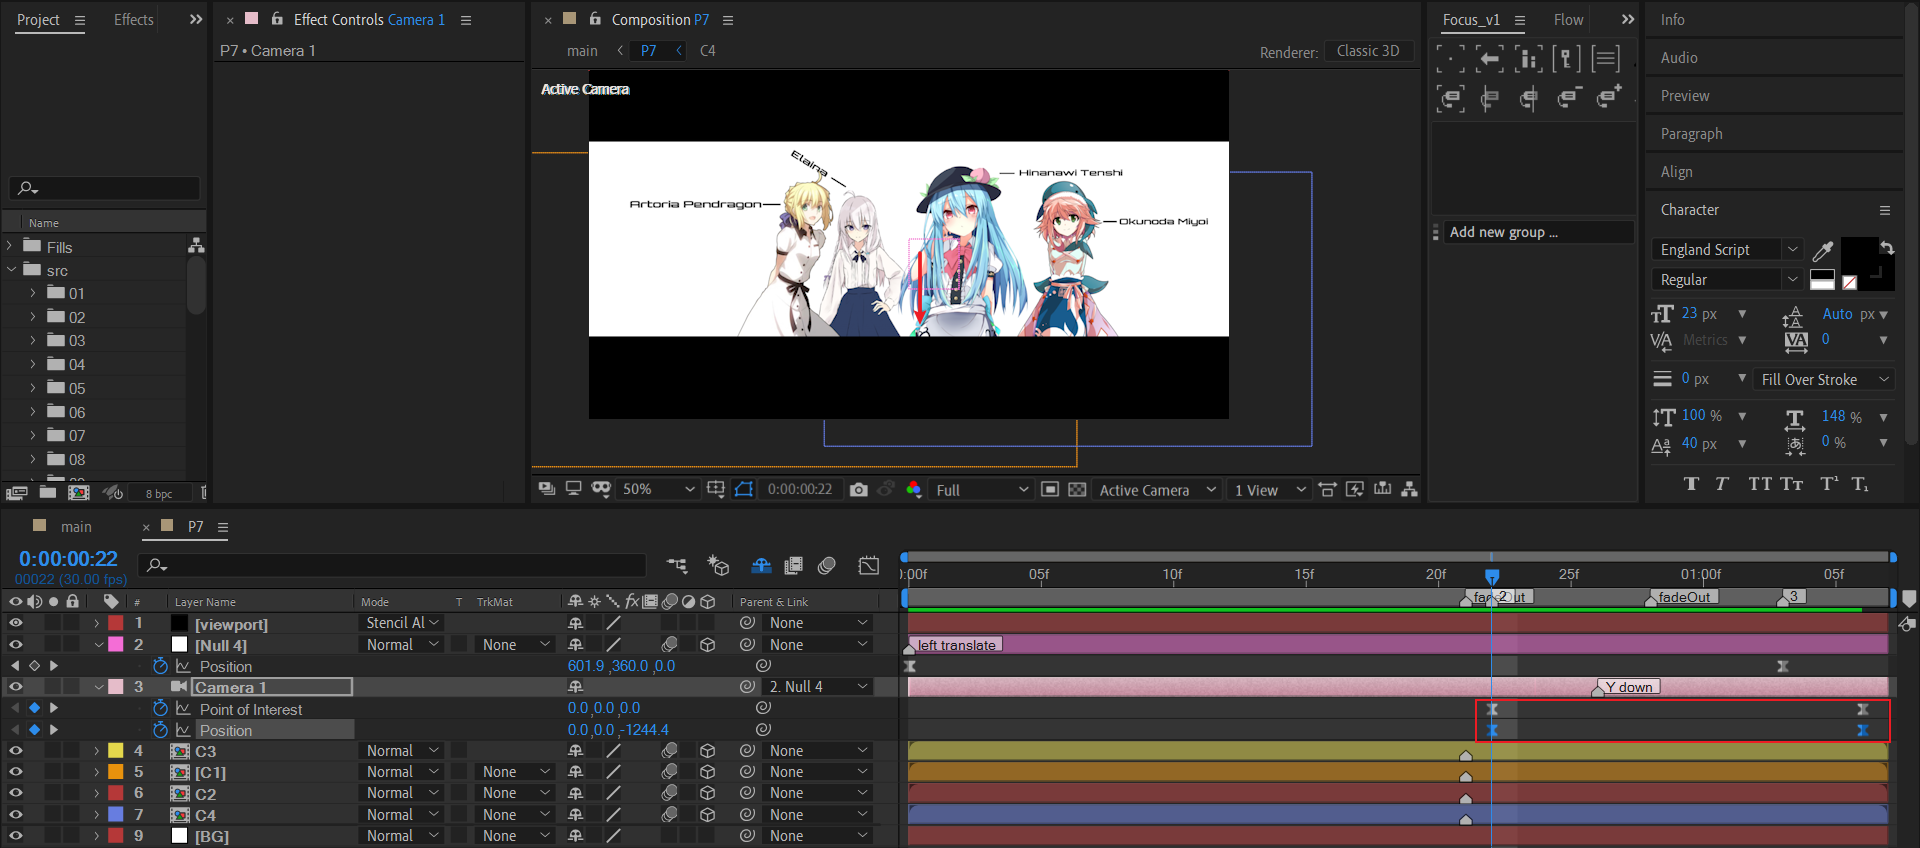 Project
Effects
Effect Controls Camera 1
P7 • Camera 1
Composition P7
main
P7
C4
Renderer:
Classic 3D
Active Camera
Elaina
Artoria Pendragon
Hinanawi Tenshi
Okunoda Miyoi
50%
0:00:00:22
Full
Active Camera
1 View
Name
Fills
src
01
02
03
04
05
06
07
08
8 bpc
Focus_v1
Flow
Add new group ...
Info
Audio
Preview
Paragraph
Align
Character
England Script
Regular
23 px
Auto px
Metrics
0
0 px
Fill Over Stroke
100 %
148 %
40 px
0 %
main
P7
0:00:00:22
00022 (30.00 fps)
# Layer Name Mode T TrkMat Parent & Link
0:00f 05f 10f 15f 20f 25f 01:00f 05f
2
fadeOut
3
1 [viewport] Stencil Al None
2 [Null 4] Normal None None
left translate
Position 601.9 ,360.0 ,0.0
3 Camera 1 2. Null 4
Y down
Point of Interest 0.0 ,0.0 ,0.0
Position 0.0 ,0.0 ,-1244.4
4 C3 Normal None
5 [C1] Normal None None
6 C2 Normal None None
7 C4 Normal None None
9 [BG] Normal None None